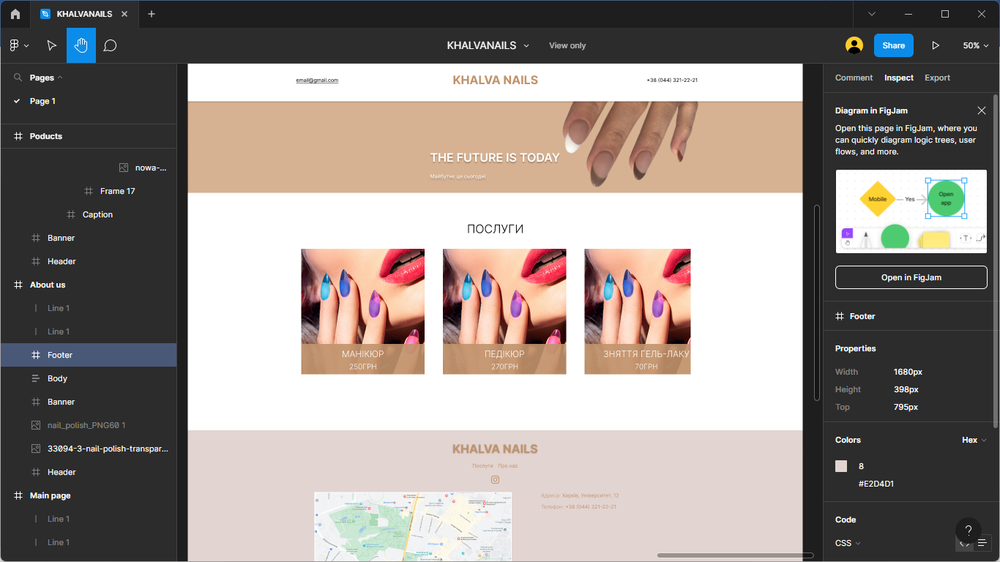 KHALVANAILS
KHALVANAILS
View only
Share
50%
Pages
Page 1
Poducts
nowa-...
Frame 17
Caption
Banner
Header
About us
Line 1
Line 1
Footer
Body
Banner
nail_polish_PNG60 1
33094-3-nail-polish-transpar...
Header
Main page
Line 1
Line 1
email@gmail.com
KHALVA NAILS
+38 (044) 321-22-21
THE FUTURE IS TODAY
Майбутнє це сьогодні
ПОСЛУГИ
МАНІКЮР
250ГРН
ПЕДІКЮР
270ГРН
ЗНЯТТЯ ГЕЛЬ-ЛАКУ
70ГРН
KHALVA NAILS
Послуги Про нас
Адреса: Харків, Університет, 12
Телефон: +38 (044) 321-22-21
Comment Inspect Export
Diagram in FigJam
Open this page in FigJam, where you
can quickly diagram logic trees, user
flows, and more.
Mobile
Yes
Open
app
T
Open in FigJam
Footer
Properties
Width 1680px
Height 398px
Top 795px
Colors
Hex
8
#E2D4D1
Code
CSS
?